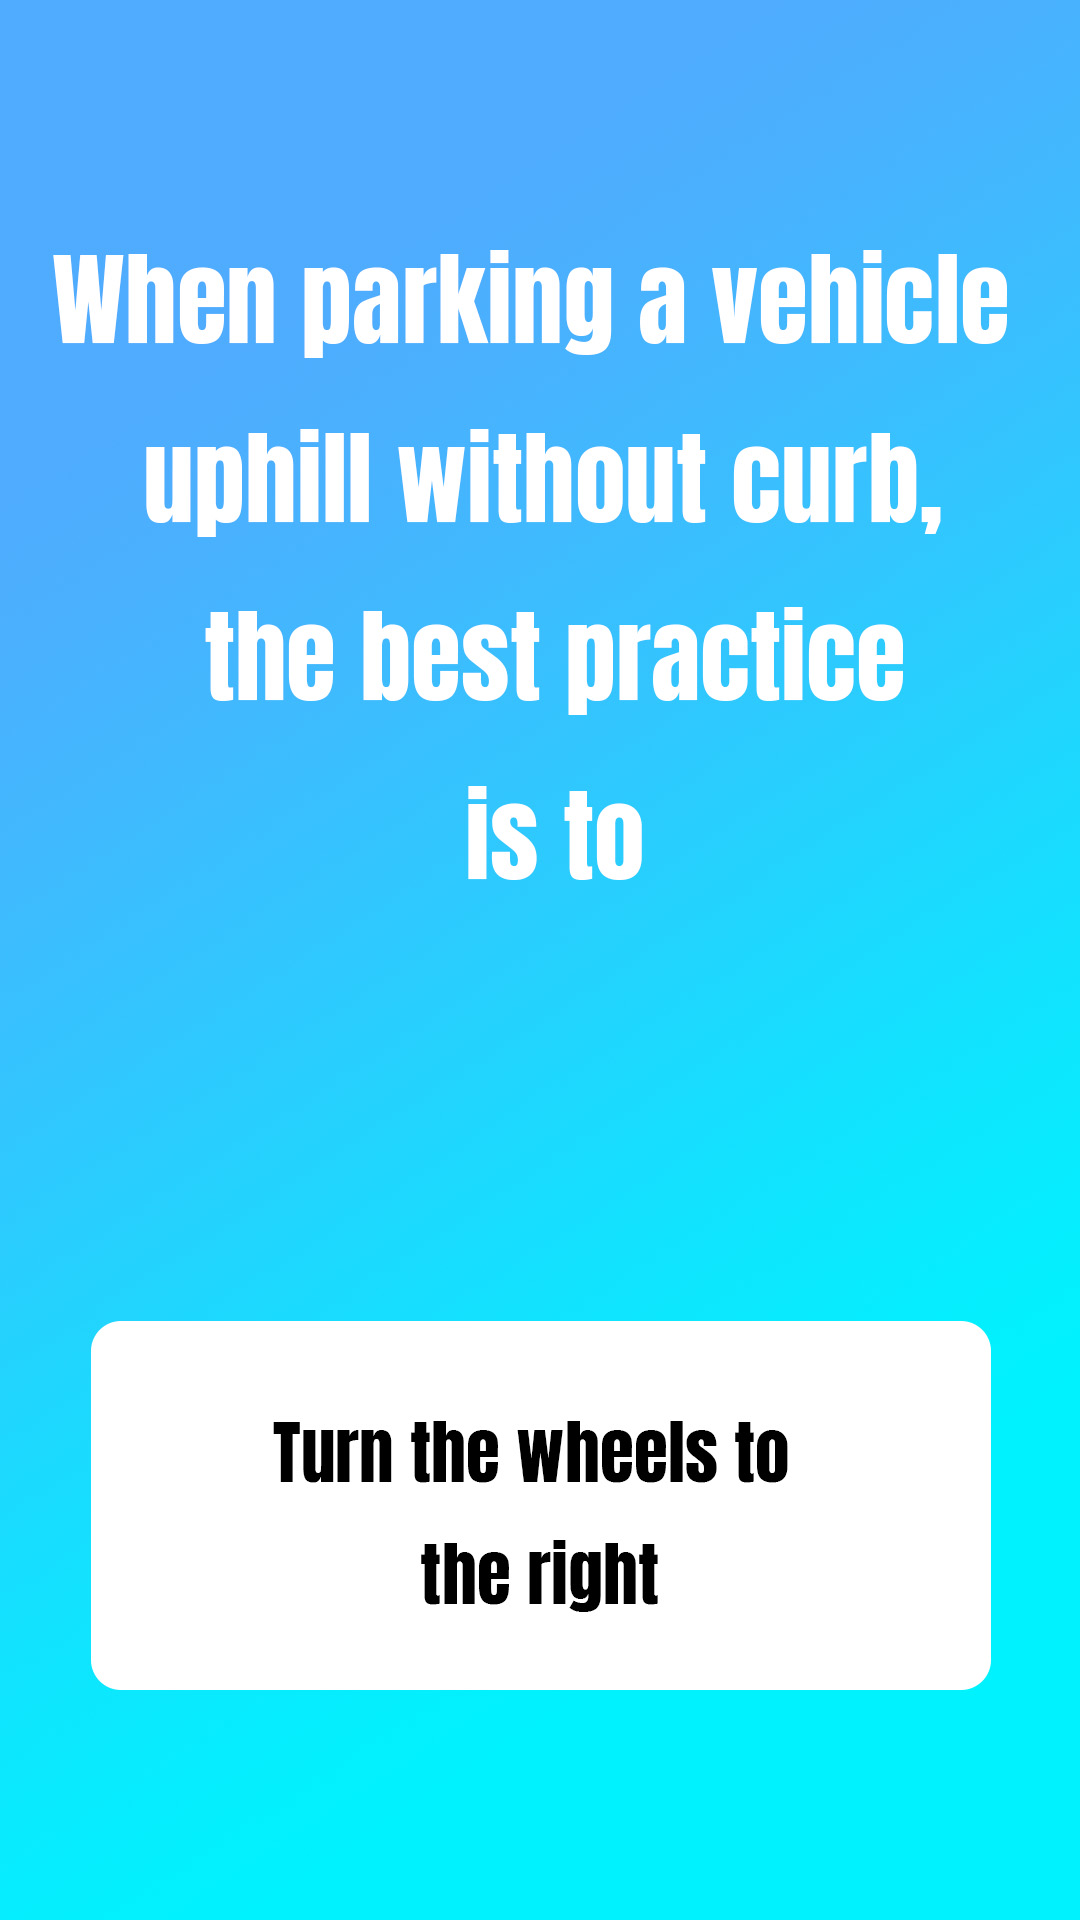 When parking a vehicle
uphill without curb,
the best practice
is to
Turn the wheels to
the right